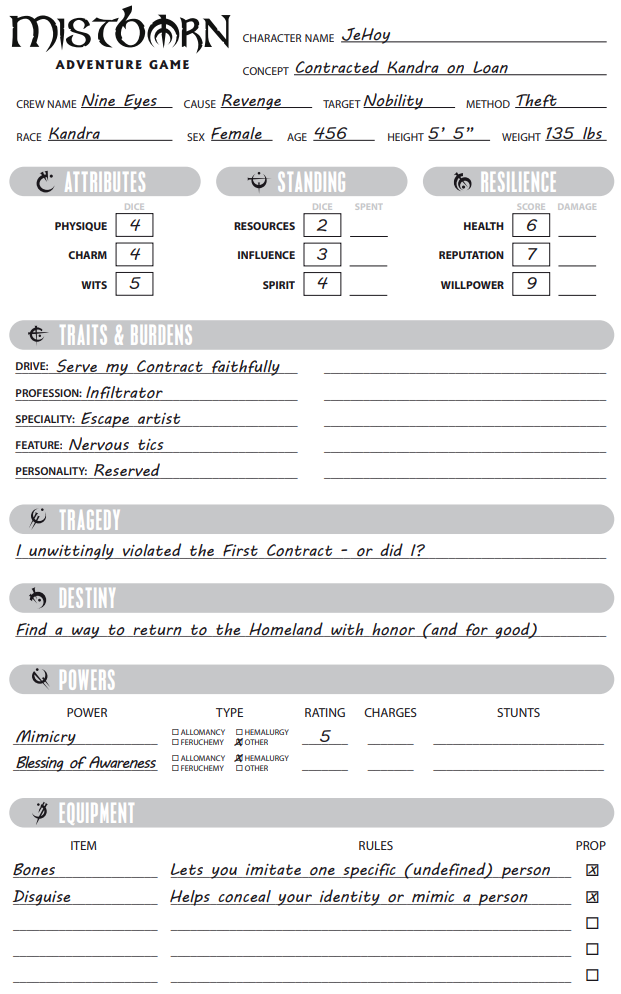 MISTBORN
ADVENTURE GAME
CHARACTER NAME JeHoy
CONCEPT Contracted Kandra on Loan
CREW NAME Nine Eyes CAUSE Revenge TARGET Nobility METHOD Theft
RACE Kandra SEX Female AGE 456 HEIGHT 5' 5" WEIGHT 135 lbs
ATTRIBUTES STANDING RESILIENCE
DICE DICE SPENT SCORE DAMAGE
PHYSIQUE 4 RESOURCES 2 HEALTH 6
CHARM 4 INFLUENCE 3 REPUTATION 7
WITS 5 SPIRIT 4 WILLPOWER 9
TRAITS & BURDENS
DRIVE: Serve my Contract faithfully
PROFESSION: Infiltrator
SPECIALITY: Escape artist
FEATURE: Nervous tics
PERSONALITY: Reserved
TRAGEDY
I unwittingly violated the First Contract - or did I?
DESTINY
Find a way to return to the Homeland with honor (and for good)
POWERS
POWER TYPE RATING CHARGES STUNTS
Mimicry ☐ ALLOMANCY ☐ HEMALURGY ☐ FERUCHEMY ☒ OTHER 5
Blessing of Awareness ☐ ALLOMANCY ☒ HEMALURGY ☐ FERUCHEMY ☐ OTHER
EQUIPMENT
ITEM RULES PROP
Bones Lets you imitate one specific (undefined) person ☒
Disguise Helps conceal your identity or mimic a person ☒
☐
☐
☐